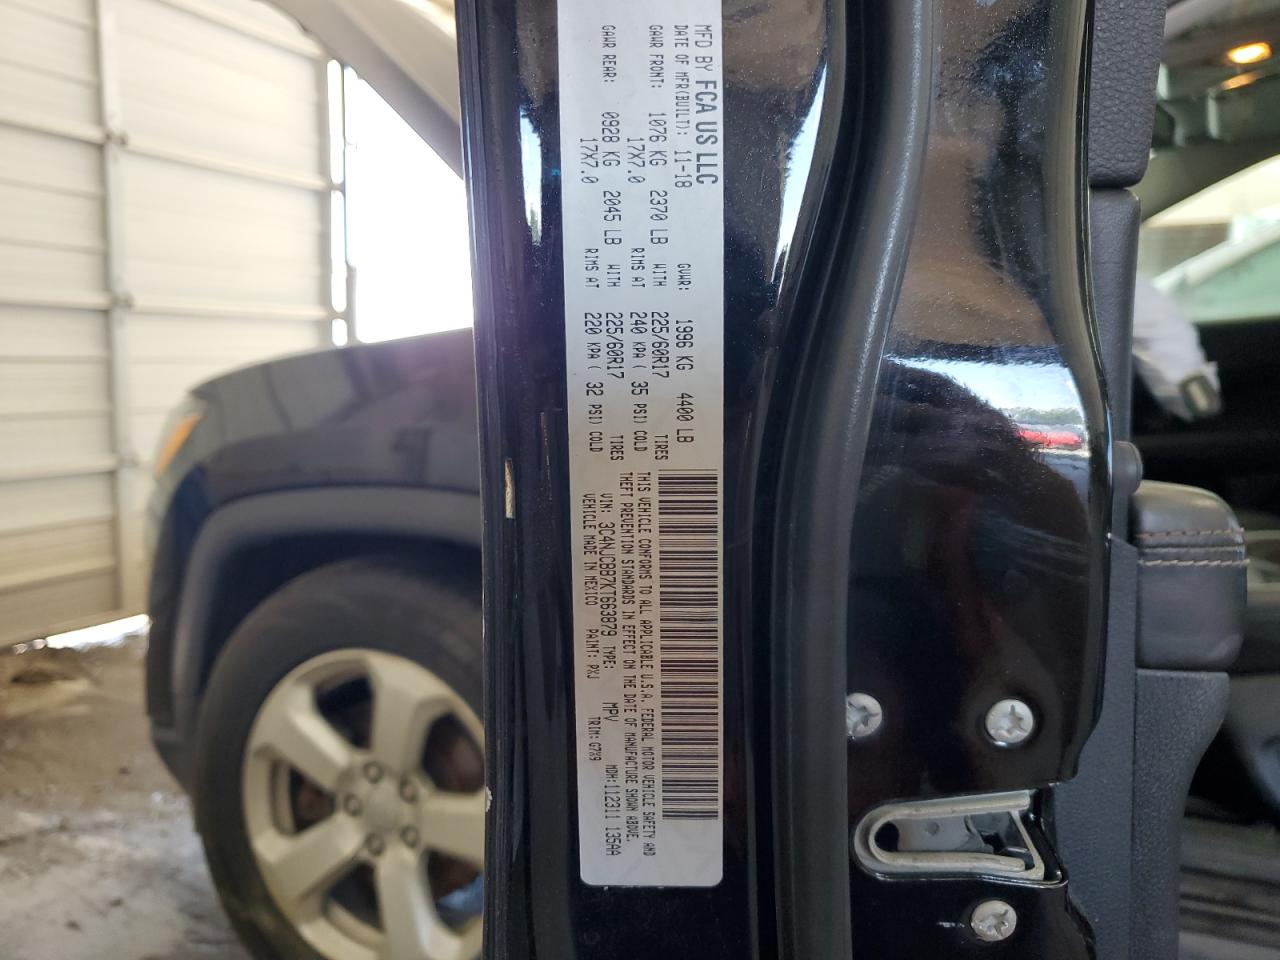 MFD BY FCA US LLC
DATE OF MFR(BUILT): 11-18 GVWR: 1996 KG 4400 LB
GAWR FRONT: 1076 KG 2370 LB WITH 225/60R17 TIRES
17X7.0 RIMS AT 240 KPA ( 35 PSI) COLD
GAWR REAR: 0928 KG 2045 LB WITH 225/60R17 TIRES
17X7.0 RIMS AT 220 KPA ( 32 PSI) COLD
THIS VEHICLE CONFORMS TO ALL APPLICABLE U.S.A. FEDERAL MOTOR VEHICLE SAFETY AND
THEFT PREVENTION STANDARDS IN EFFECT ON THE DATE OF MANUFACTURE SHOWN ABOVE.
VIN: 3C4NJCBB7KT663879 TYPE: MPV MDH:112311 135AA
VEHICLE MADE IN MEXICO PAINT: PXJ TRIM: G7X9